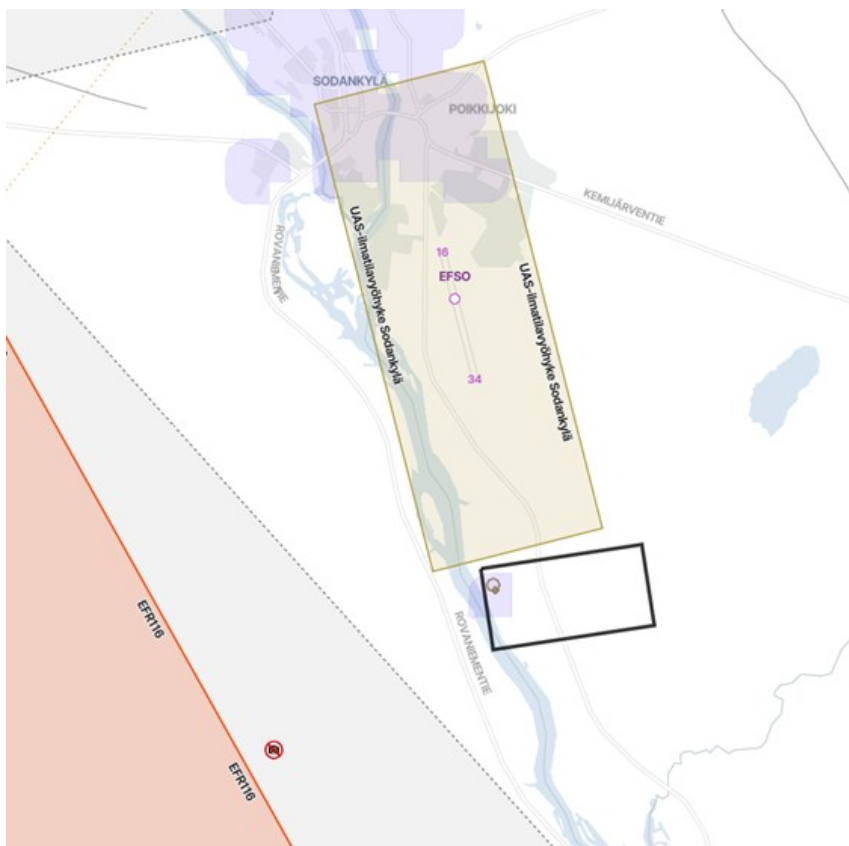 SODANKYLÄ
POIKKIJOKI
KEMIJÄRVENTIE
ROVANIEMENTIE
UAS-ilmatilavyöhyke Sodankylä
16
EFSO
UAS-ilmatilavyöhyke Sodankylä
34
EFR116
ROVANIEMENTIE
EFR116